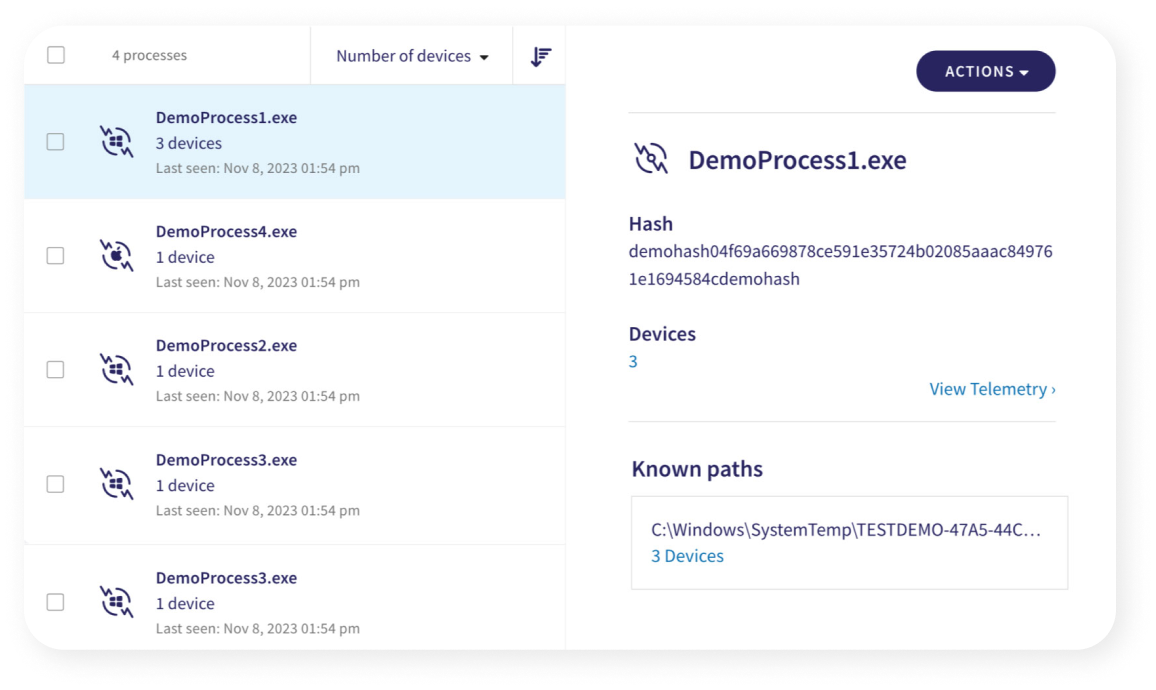 4 processes
Number of devices
DemoProcess1.exe
3 devices
Last seen: Nov 8, 2023 01:54 pm
DemoProcess4.exe
1 device
Last seen: Nov 8, 2023 01:54 pm
DemoProcess2.exe
1 device
Last seen: Nov 8, 2023 01:54 pm
DemoProcess3.exe
1 device
Last seen: Nov 8, 2023 01:54 pm
DemoProcess3.exe
1 device
Last seen: Nov 8, 2023 01:54 pm
ACTIONS
DemoProcess1.exe
Hash
demohash04f69a669878ce591e35724b02085aaac84976
1e1694584cdemohash
Devices
3
View Telemetry ›
Known paths
C:\Windows\SystemTemp\TESTDEMO-47A5-44C…
3 Devices